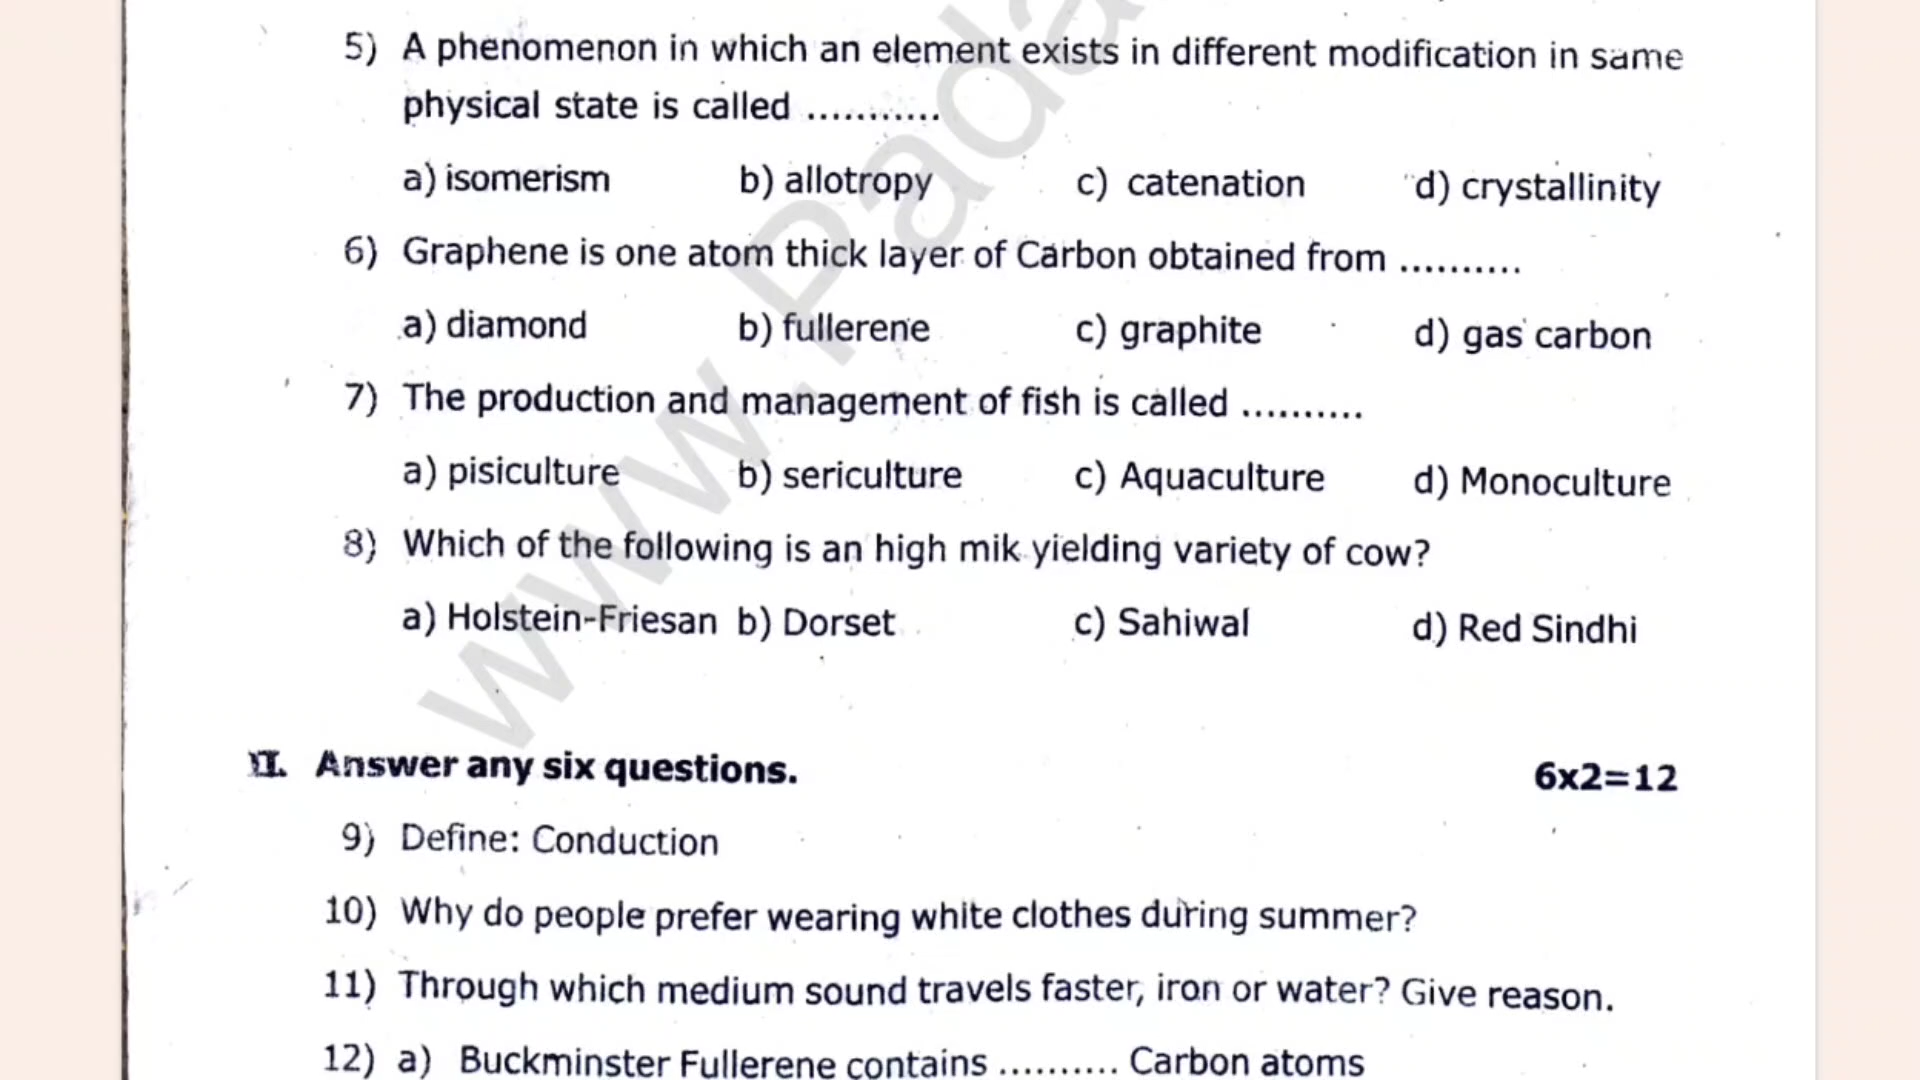 5) A phenomenon in which an element exists in different modification in same
physical state is called ...........
a) isomerism b) allotropy c) catenation d) crystallinity
6) Graphene is one atom thick layer of Carbon obtained from ..........
a) diamond b) fullerene c) graphite d) gas carbon
7) The production and management of fish is called ..........
a) pisiculture b) sericulture c) Aquaculture d) Monoculture
8) Which of the following is an high mik yielding variety of cow?
a) Holstein-Friesan b) Dorset c) Sahiwal d) Red Sindhi
II. Answer any six questions. 6x2=12
9) Define: Conduction
10) Why do people prefer wearing white clothes during summer?
11) Through which medium sound travels faster, iron or water? Give reason.
12) a) Buckminster Fullerene contains .......... Carbon atoms
www.Pada